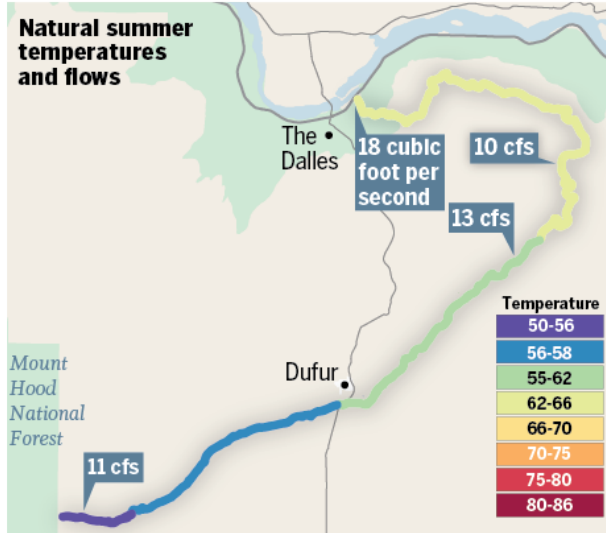 Natural summer
temperatures
and flows
The
Dalles
18 cubic
foot per
second
10 cfs
13 cfs
Temperature
50-56
56-58
55-62
62-66
66-70
70-75
75-80
80-86
Dufur
Mount
Hood
National
Forest
11 cfs